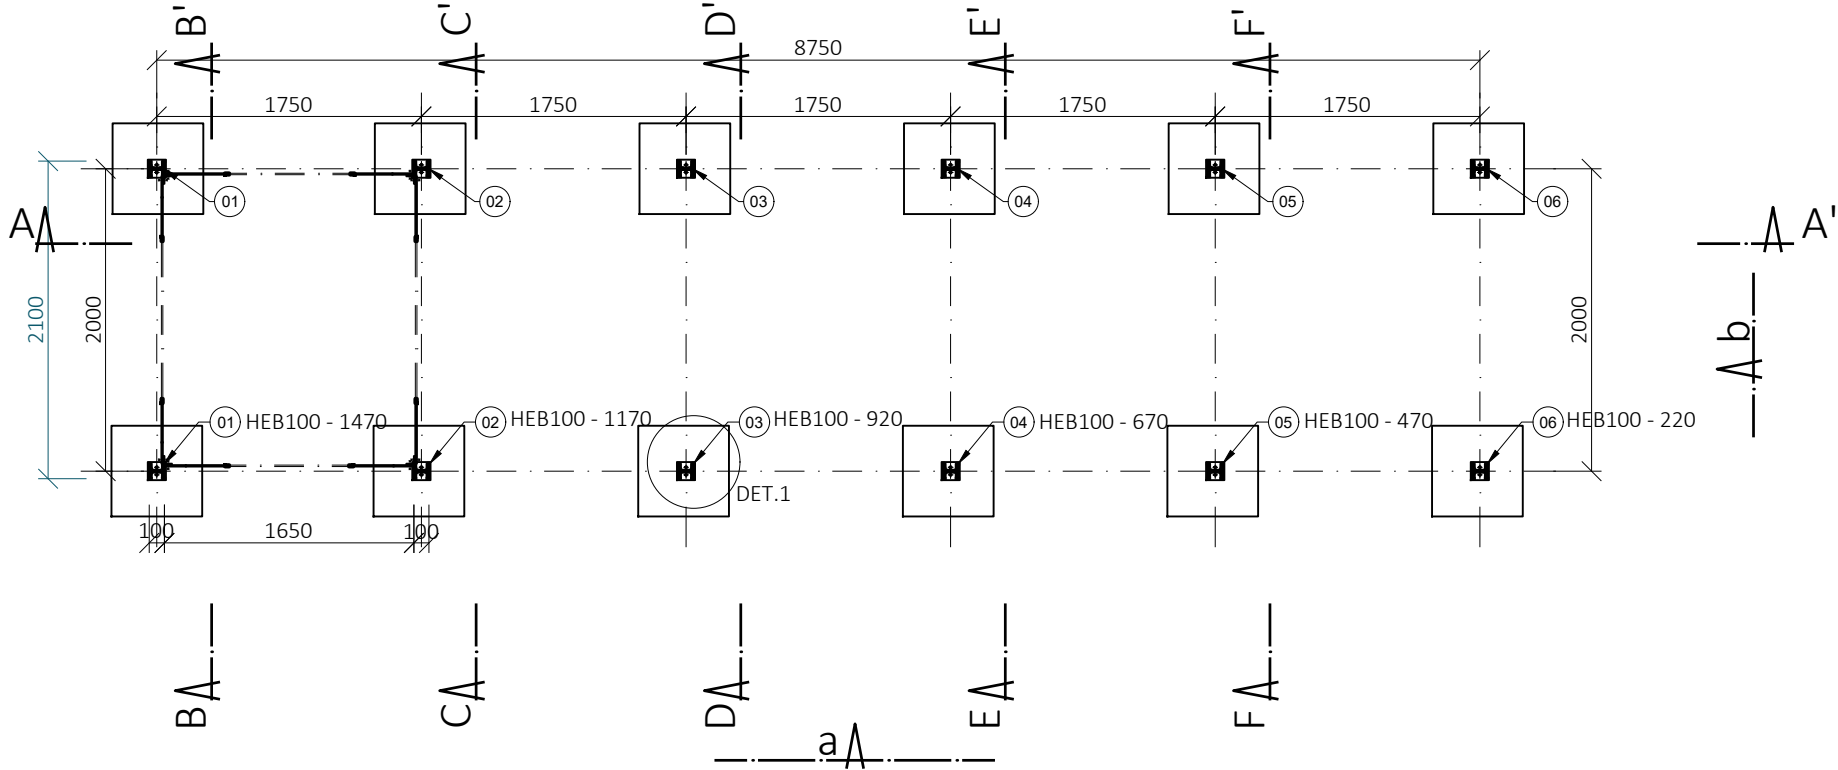 B'
C'
D'
E'
F'
8750
1750
1750
1750
1750
1750
01
02
03
04
05
06
A
A'
2100
2000
2000
b
01 HEB100 - 1470
02 HEB100 - 1170
03 HEB100 - 920
04 HEB100 - 670
05 HEB100 - 470
06 HEB100 - 220
DET.1
100
1650
100
B
C
D
E
F
a